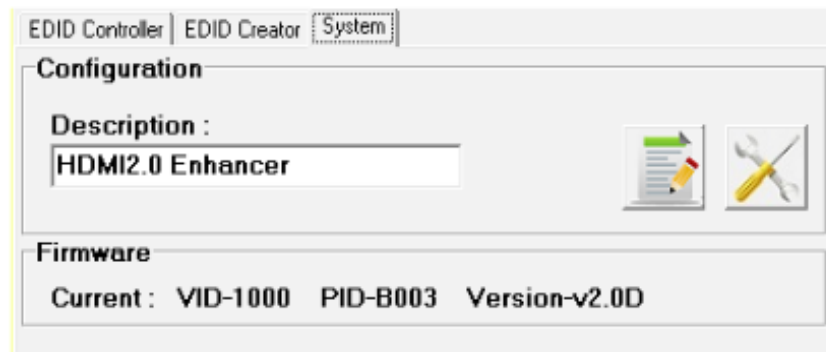 EDID Controller EDID Creator System
Configuration
Description :
HDMI2.0 Enhancer
Firmware
Current : VID-1000 PID-B003 Version-v2.0D